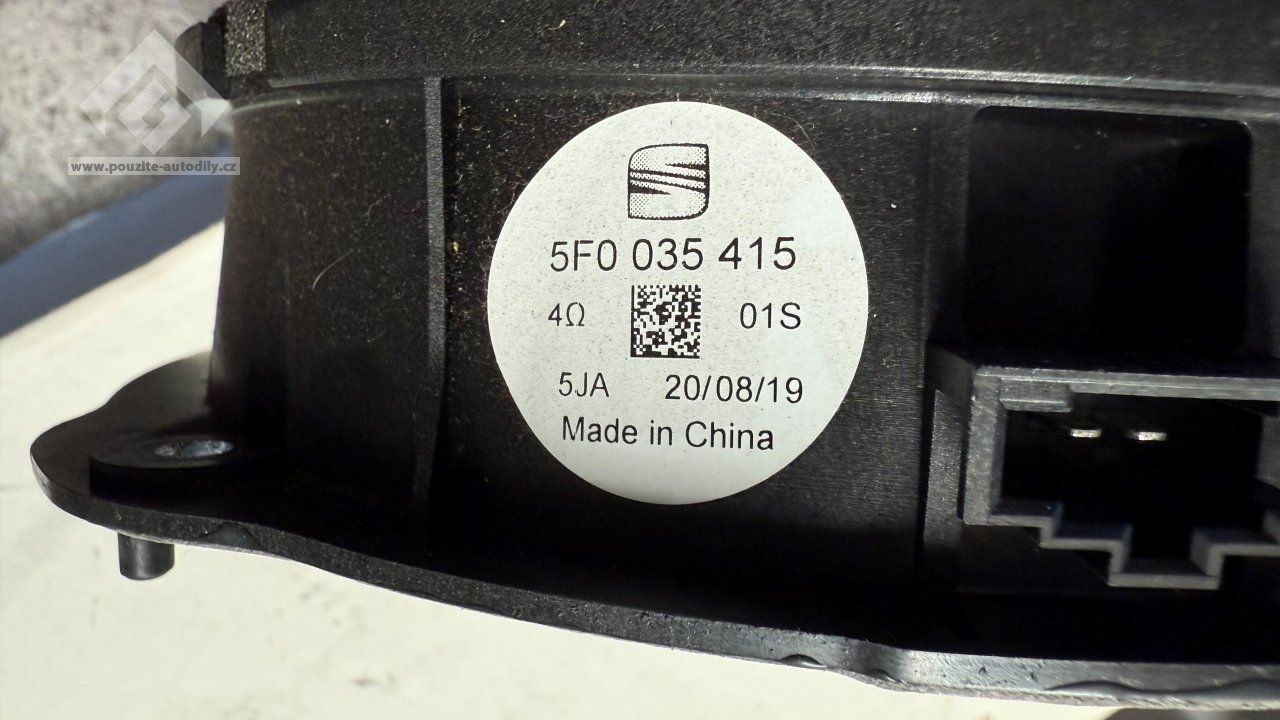 www.pouzite-autodily.cz
5F0 035 415
4Ω 01S
5JA 20/08/19
Made in China